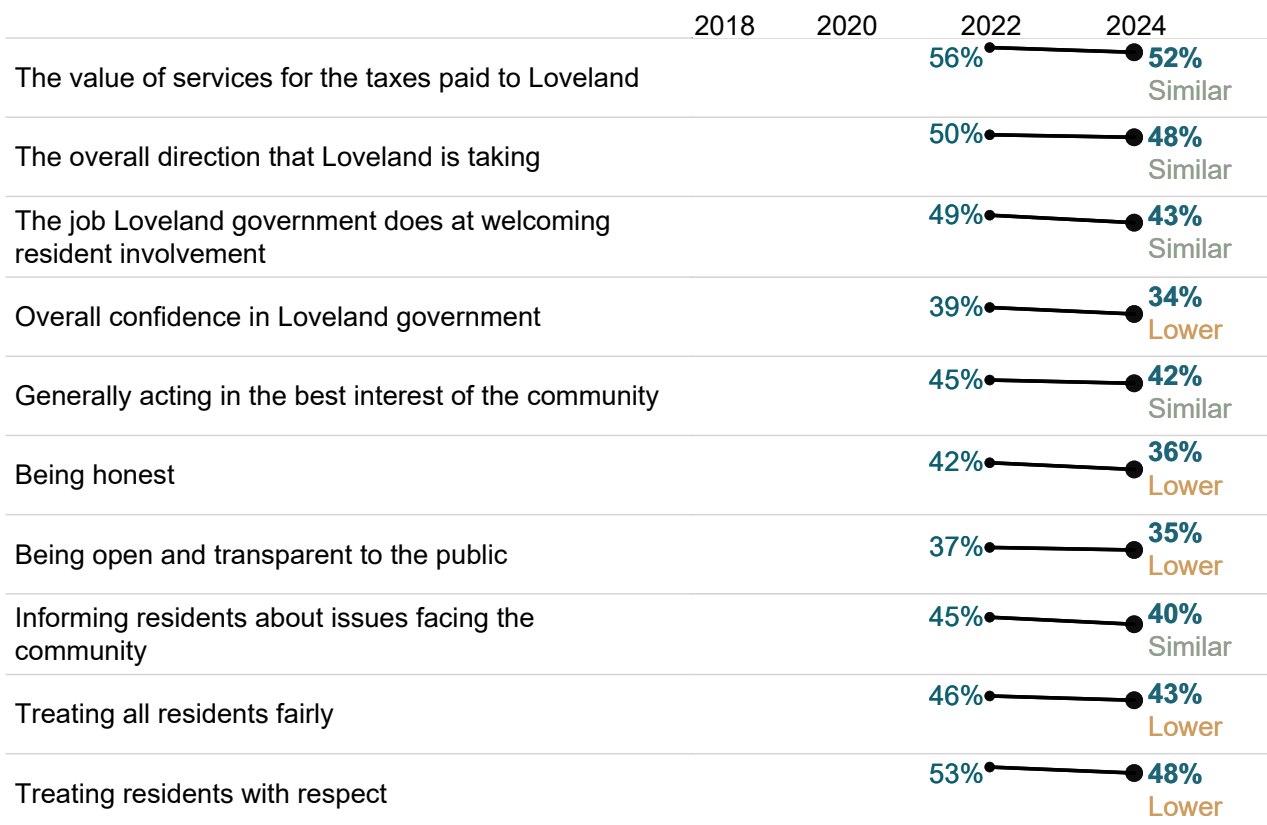 2018 2020 2022 2024
The value of services for the taxes paid to Loveland 56% 52%
Similar
The overall direction that Loveland is taking 50% 48%
Similar
The job Loveland government does at welcoming
resident involvement 49% 43%
Similar
Overall confidence in Loveland government 39% 34%
Lower
Generally acting in the best interest of the community 45% 42%
Similar
Being honest 42% 36%
Lower
Being open and transparent to the public 37% 35%
Lower
Informing residents about issues facing the
community 45% 40%
Similar
Treating all residents fairly 46% 43%
Lower
Treating residents with respect 53% 48%
Lower